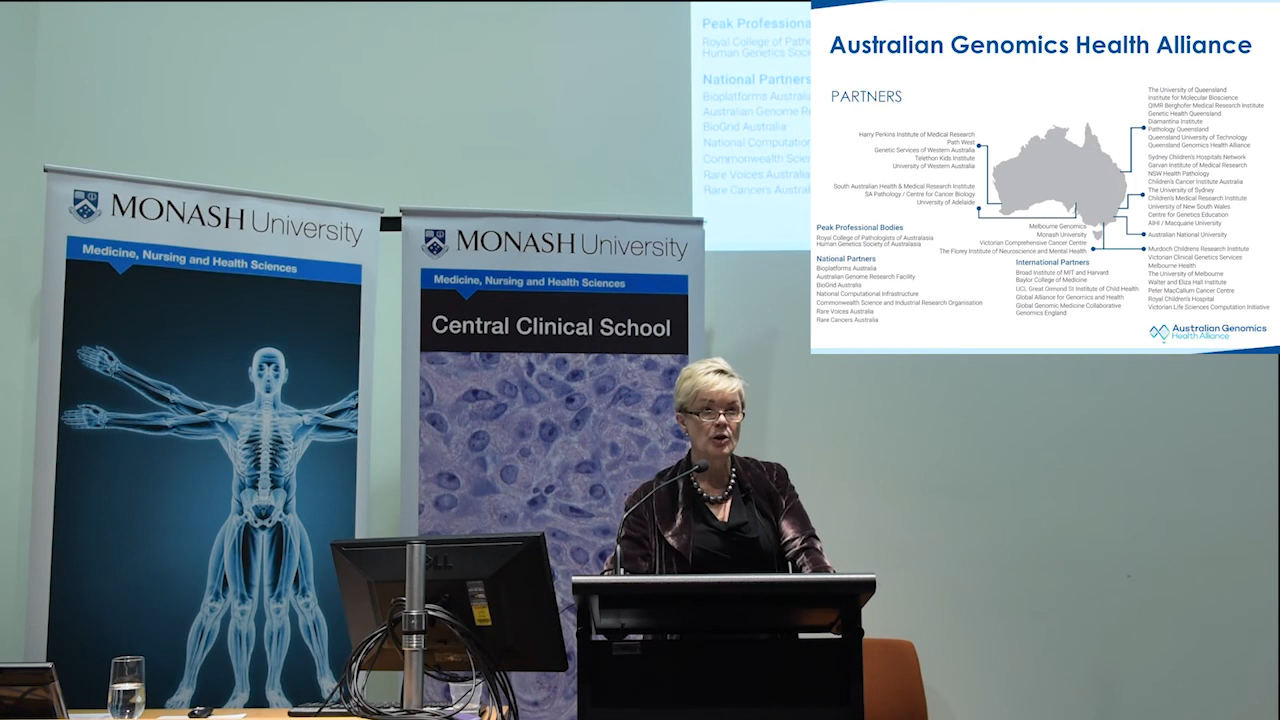 MONASH University
Medicine, Nursing and Health Sciences
MONASH University
Medicine, Nursing and Health Sciences
Central Clinical School
DELL
Peak Professiona
Royal College of Path
Human Genetics Soci
National Partners
Bioplatforms Australi
Australian Genome Re
BioGrid Australia
National Computation
Commonwealth Scien
Rare Voices Australia
Rare Cancers Austral
Australian Genomics Health Alliance
PARTNERS
Harry Perkins Institute of Medical Research
Path West
Genetic Services of Western Australia
Telethon Kids Institute
University of Western Australia
South Australian Health & Medical Research Institute
SA Pathology / Centre for Cancer Biology
University of Adelaide
Peak Professional Bodies
Royal College of Pathologists of Australasia
Human Genetics Society of Australasia
National Partners
Bioplatforms Australia
Australian Genome Research Facility
BioGrid Australia
National Computational Infrastructure
Commonwealth Science and Industrial Research Organisation
Rare Voices Australia
Rare Cancers Australia
Melbourne Genomics
Monash University
Victorian Comprehensive Cancer Centre
The Florey Institute of Neuroscience and Mental Health
International Partners
Broad Institute of MIT and Harvard
Baylor College of Medicine
UCL Great Ormond St Institute of Child Health
Global Alliance for Genomics and Health
Global Genomic Medicine Collaborative
Genomics England
The University of Queensland
Institute for Molecular Bioscience
QIMR Berghofer Medical Research Institute
Genetic Health Queensland
Diamantina Institute
Pathology Queensland
Queensland University of Technology
Queensland Genomics Health Alliance
Sydney Children's Hospitals Network
Garvan Institute of Medical Research
NSW Health Pathology
Children's Cancer Institute Australia
The University of Sydney
Children's Medical Research Institute
University of New South Wales
Centre for Genetics Education
AIHI / Macquarie University
Australian National University
Murdoch Childrens Research Institute
Victorian Clinical Genetics Services
Melbourne Health
The University of Melbourne
Walter and Eliza Hall Institute
Peter MacCallum Cancer Centre
Royal Children's Hospital
Victorian Life Sciences Computation Initiative
Australian Genomics
Health Alliance